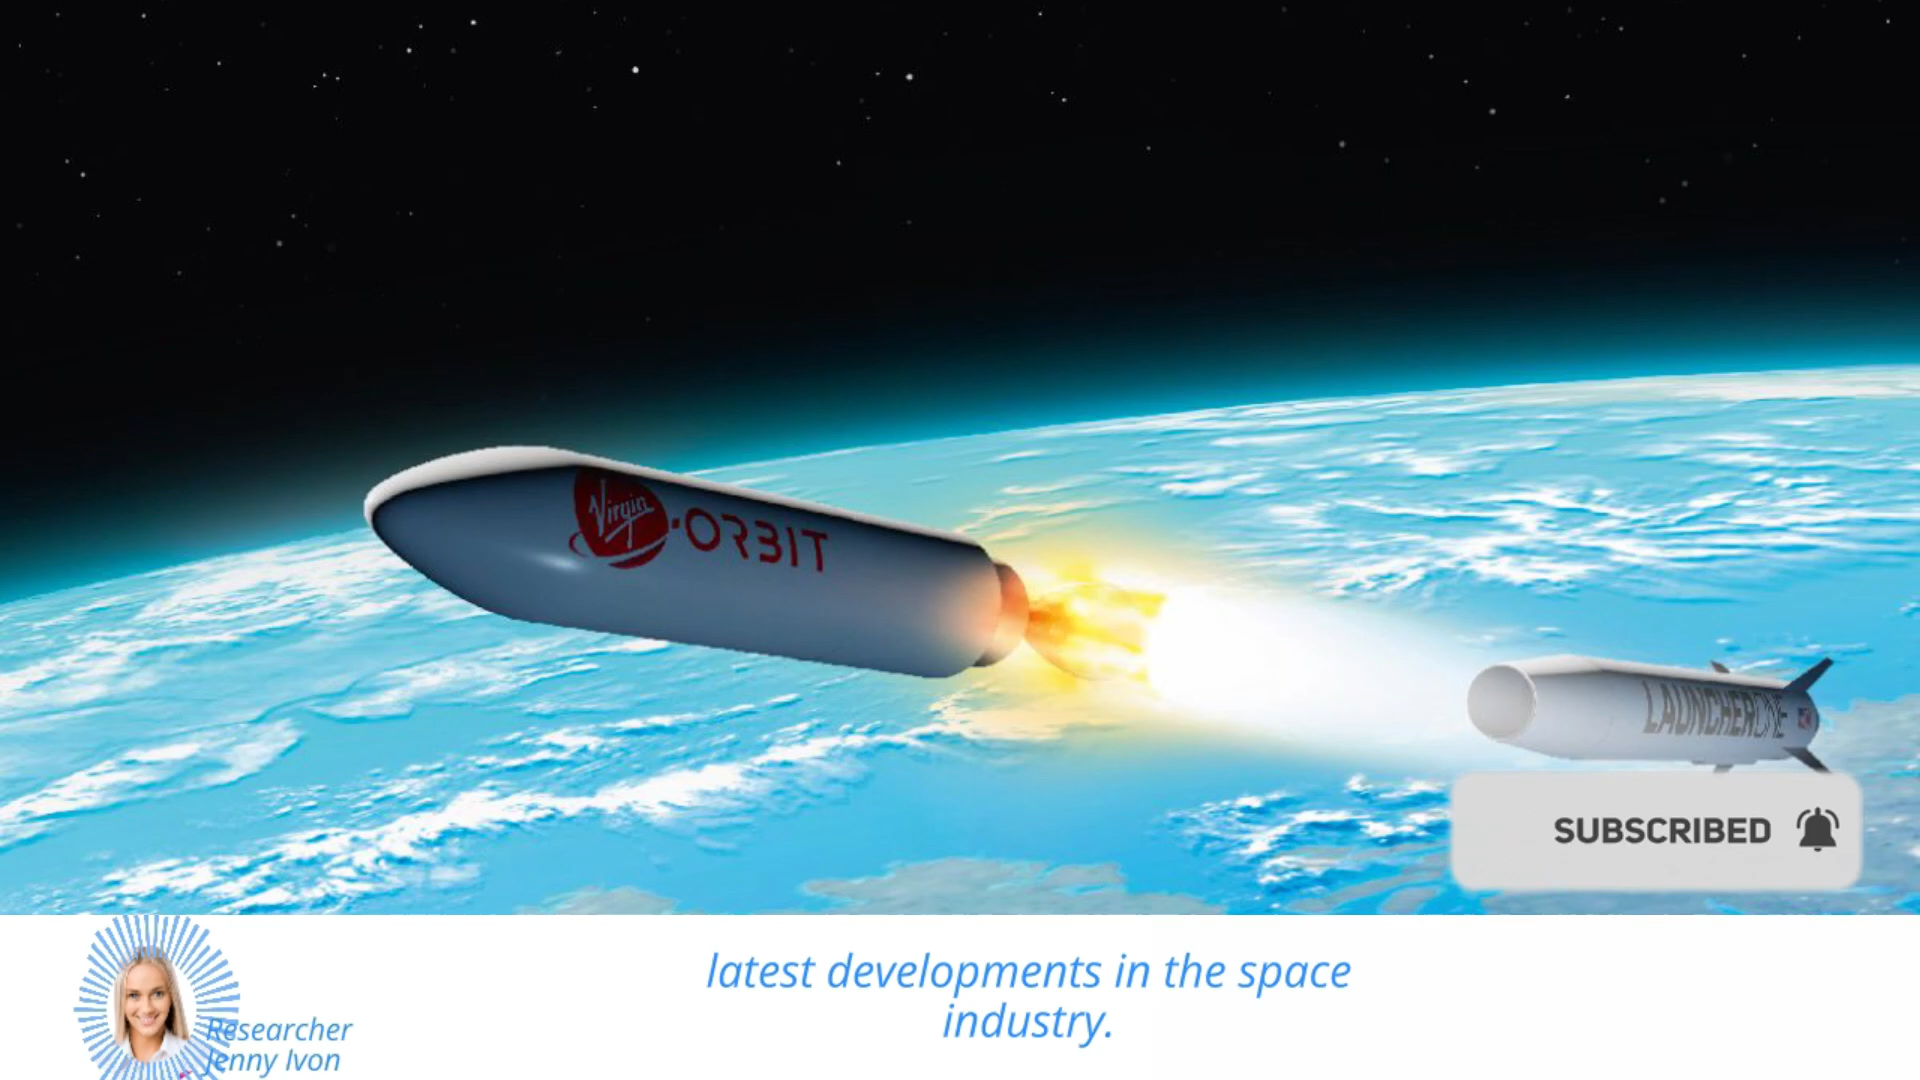 Virgin
ORBIT
LAUNCHERONE
SUBSCRIBED
latest developments in the space
industry.
Researcher
Jenny Ivon